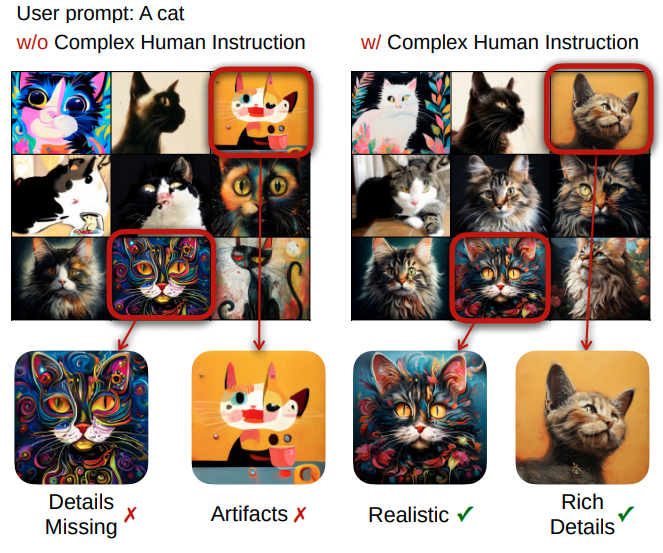 User prompt: A cat
w/o Complex Human Instruction
w/ Complex Human Instruction
Details
Missing ✗
Artifacts ✗
Realistic ✓
Rich
Details ✓